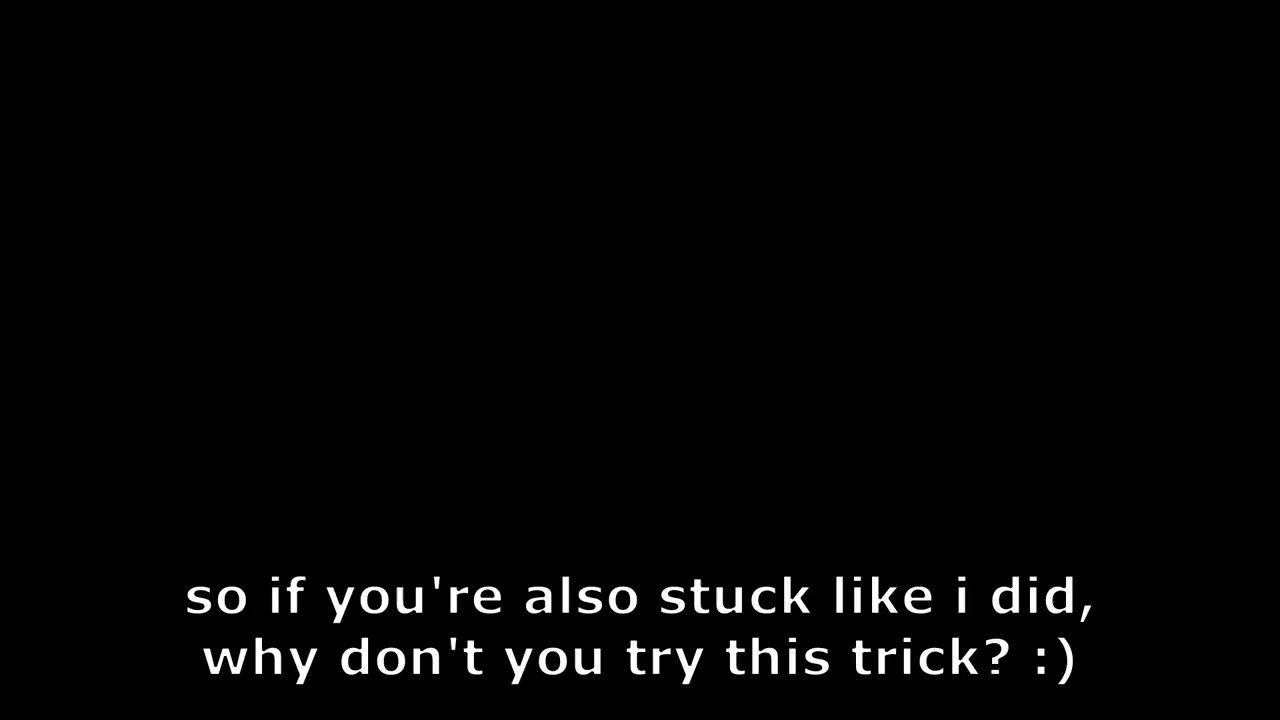 so if you're also stuck like i did,
why don't you try this trick? :)